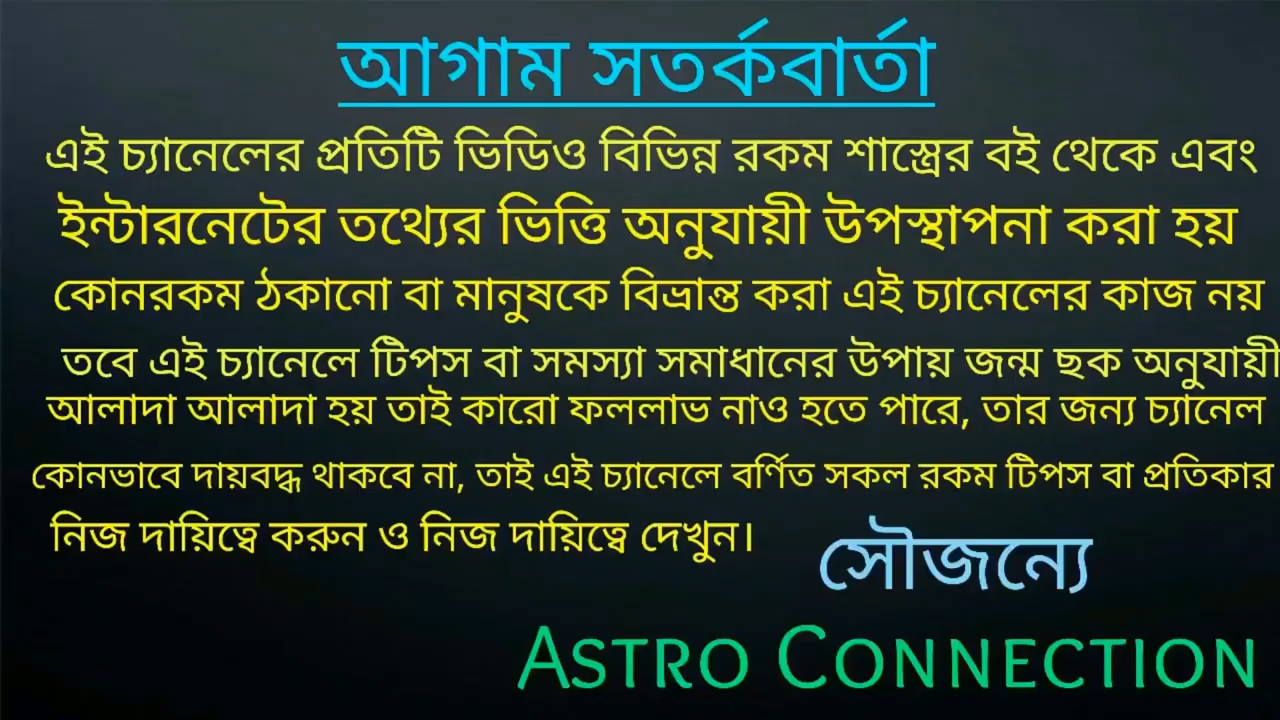 আগাম সতর্কবার্তা
এই চ্যানেলের প্রতিটি ভিডিও বিভিন্ন রকম শাস্ত্রের বই থেকে এবং
ইন্টারনেটের তথ্যের ভিত্তি অনুযায়ী উপস্থাপনা করা হয়
কোনরকম ঠকানো বা মানুষকে বিভ্রান্ত করা এই চ্যানেলের কাজ নয়
তবে এই চ্যানেলে টিপস বা সমস্যা সমাধানের উপায় জন্ম ছক অনুযায়ী
আলাদা আলাদা হয় তাই কারো ফললাভ নাও হতে পারে, তার জন্য চ্যানেল
কোনভাবে দায়বদ্ধ থাকবে না, তাই এই চ্যানেলে বর্ণিত সকল রকম টিপস বা প্রতিকার
নিজ দায়িত্বে করুন ও নিজ দায়িত্বে দেখুন।
সৌজন্যে
ASTRO CONNECTION